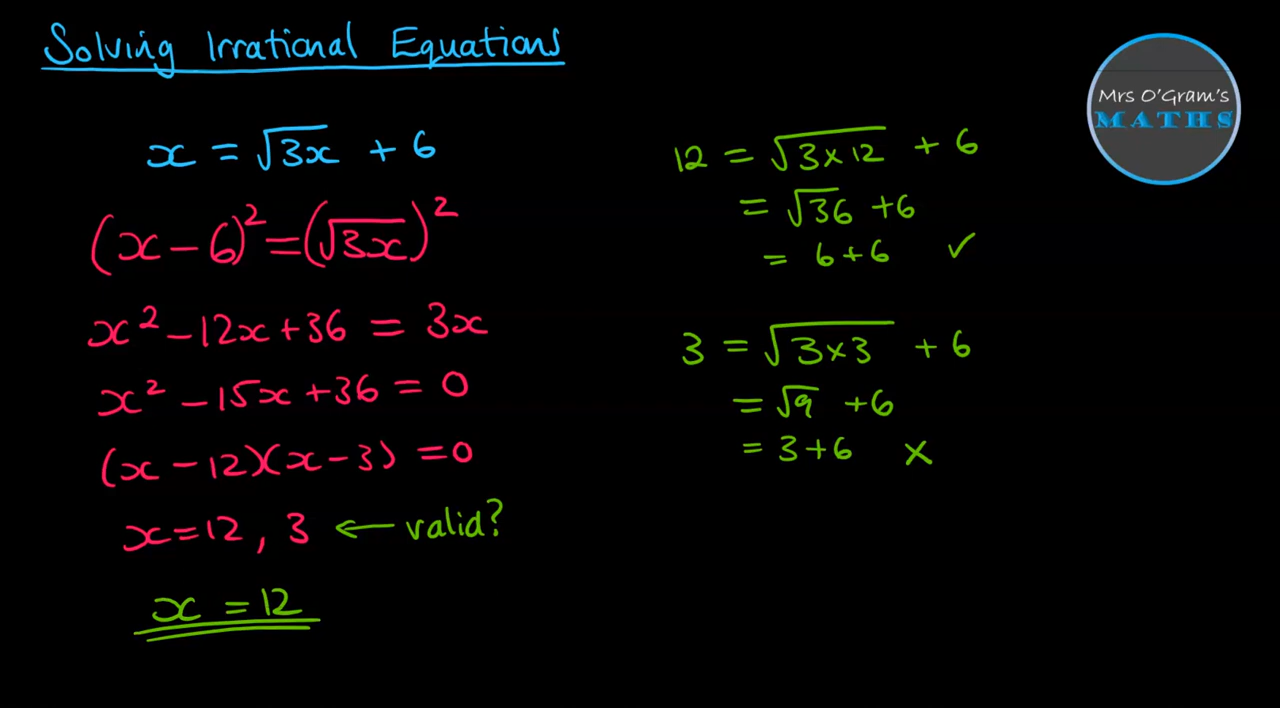 Solving Irrational Equations
Mrs O'Gram's
MATHS
x = √3x + 6
(x - 6)² = (√3x)²
x² - 12x + 36 = 3x
x² - 15x + 36 = 0
(x - 12)(x - 3) = 0
x = 12, 3 ← valid?
x = 12
12 = √3×12 + 6
= √36 + 6
= 6 + 6 ✓
3 = √3×3 + 6
= √9 + 6
= 3 + 6 ×